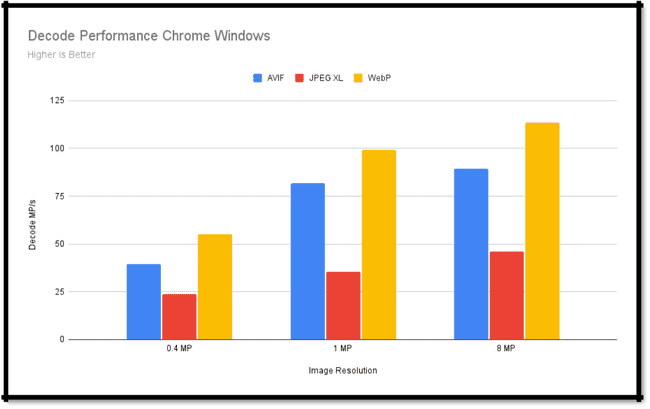 Decode Performance Chrome Windows
Higher is Better
AVIF JPEG XL WebP
125
100
75
50
25
0
Decode MP/s
0.4 MP 1 MP 8 MP
Image Resolution